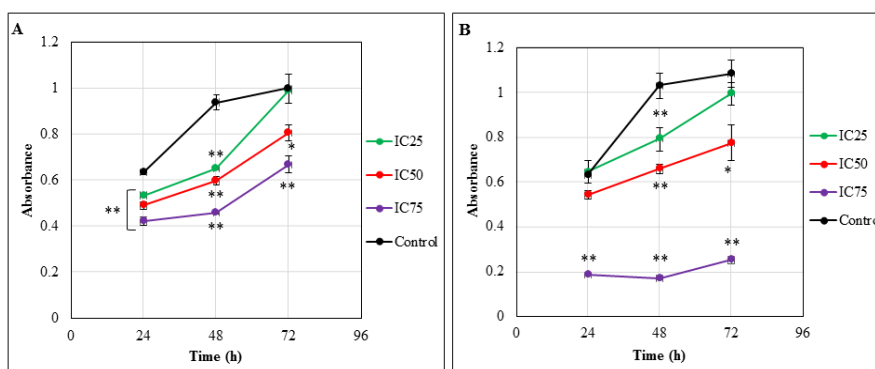 A
1.2
1
0.8
0.6
0.4
0.2
0
Absorbance
**
**
**
**
*
**
0 24 48 72 96
Time (h)
IC25
IC50
IC75
Control
B
1.2
1
0.8
0.6
0.4
0.2
0
Absorbance
**
**
*
** ** **
0 24 48 72 96
Time (h)
IC25
IC50
IC75
Control